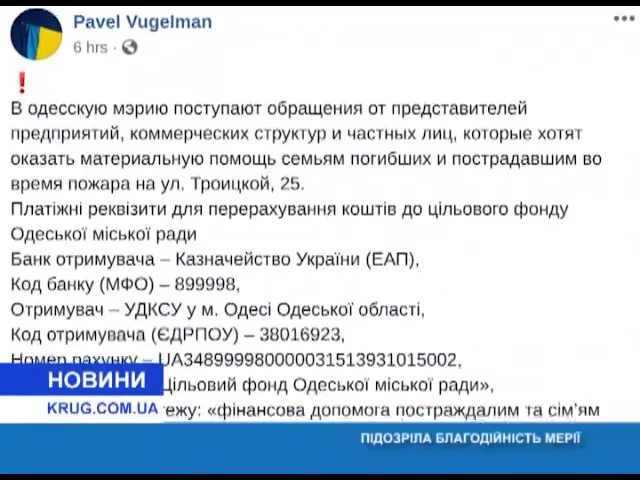 Pavel Vugelman
6 hrs
❗
В одесскую мэрию поступают обращения от представителей
предприятий, коммерческих структур и частных лиц, которые хотят
оказать материальную помощь семьям погибших и пострадавшим во
время пожара на ул. Троицкой, 25.
Платіжні реквізити для перерахування коштів до цільового фонду
Одеської міської ради
Банк отримувача – Казначейство України (ЕАП),
Код банку (МФО) – 899998,
Отримувач – УДКСУ у м. Одесі Одеської області,
Код отримувача (ЄДРПОУ) – 38016923,
Номер рахунку – UA348999980000031513931015002,
Цільовий фонд Одеської міської ради»,
тежу: «фінансова допомога постраждалим та сім’ям
НОВИНИ
KRUG.COM.UA
ПІДОЗРІЛА БЛАГОДІЙНІСТЬ МЕРІЇ